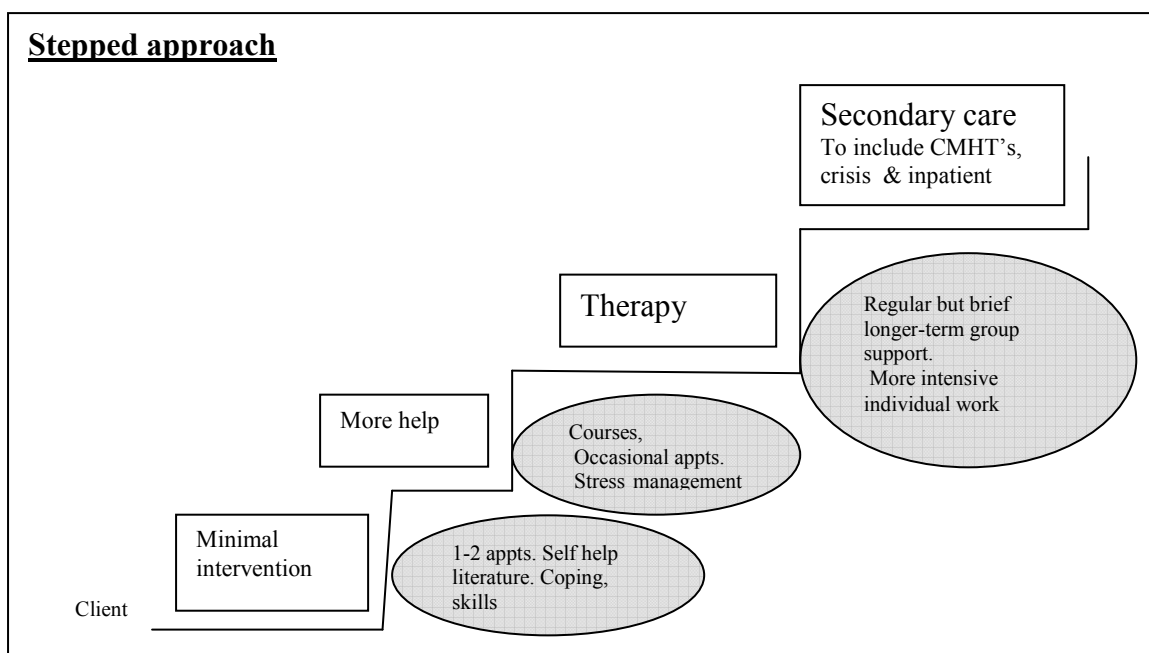 Stepped approach
Secondary care
To include CMHT's,
crisis & inpatient
Therapy
Regular but brief
longer-term group
support.
More intensive
individual work
More help
Courses,
Occasional appts.
Stress management
Minimal
intervention
1-2 appts. Self help
literature. Coping,
skills
Client